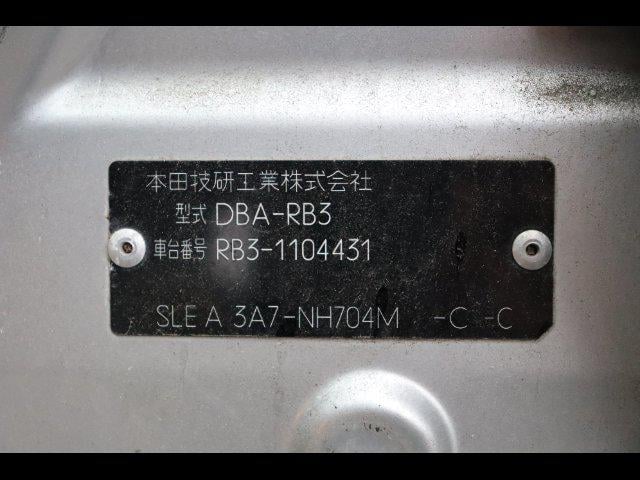 本田技研工業株式会社
型式 DBA-RB3
車台番号 RB3-1104431
SLE A 3A7-NH704M -C -C